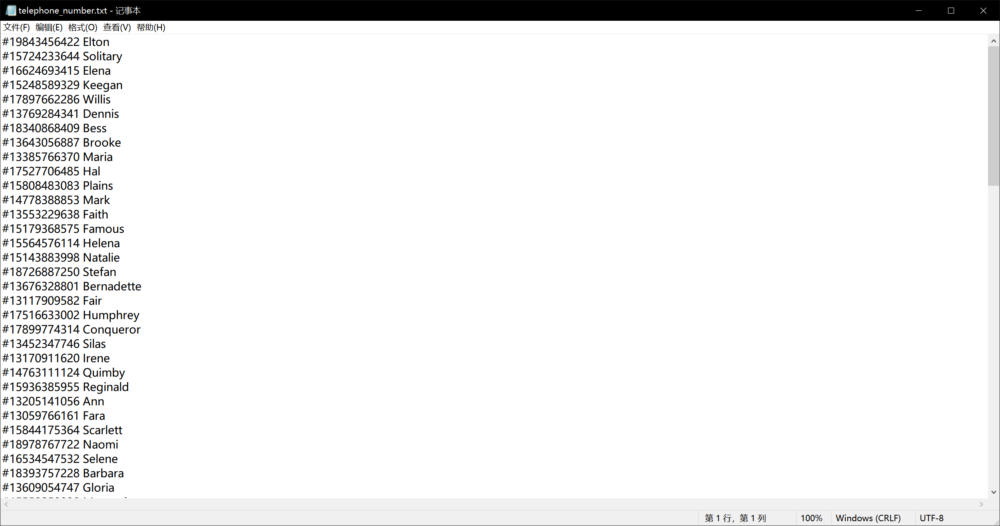 telephone_number.txt - 记事本
文件(F) 编辑(E) 格式(O) 查看(V) 帮助(H)
#19843456422 Elton
#15724233644 Solitary
#16624693415 Elena
#15248589329 Keegan
#17897662286 Willis
#13769284341 Dennis
#18340868409 Bess
#13643056887 Brooke
#13385766370 Maria
#17527706485 Hal
#15808483083 Plains
#14778388853 Mark
#13553229638 Faith
#15179368575 Famous
#15564576114 Helena
#15143883998 Natalie
#18726887250 Stefan
#13676328801 Bernadette
#13117909582 Fair
#17516633002 Humphrey
#17899774314 Conqueror
#13452347746 Silas
#13170911620 Irene
#14763111124 Quimby
#15936385955 Reginald
#13205141056 Ann
#13059766161 Fara
#15844175364 Scarlett
#18978767722 Naomi
#16534547532 Selene
#18393757228 Barbara
#13609054747 Gloria
第 1 行，第 1 列 100% Windows (CRLF) UTF-8